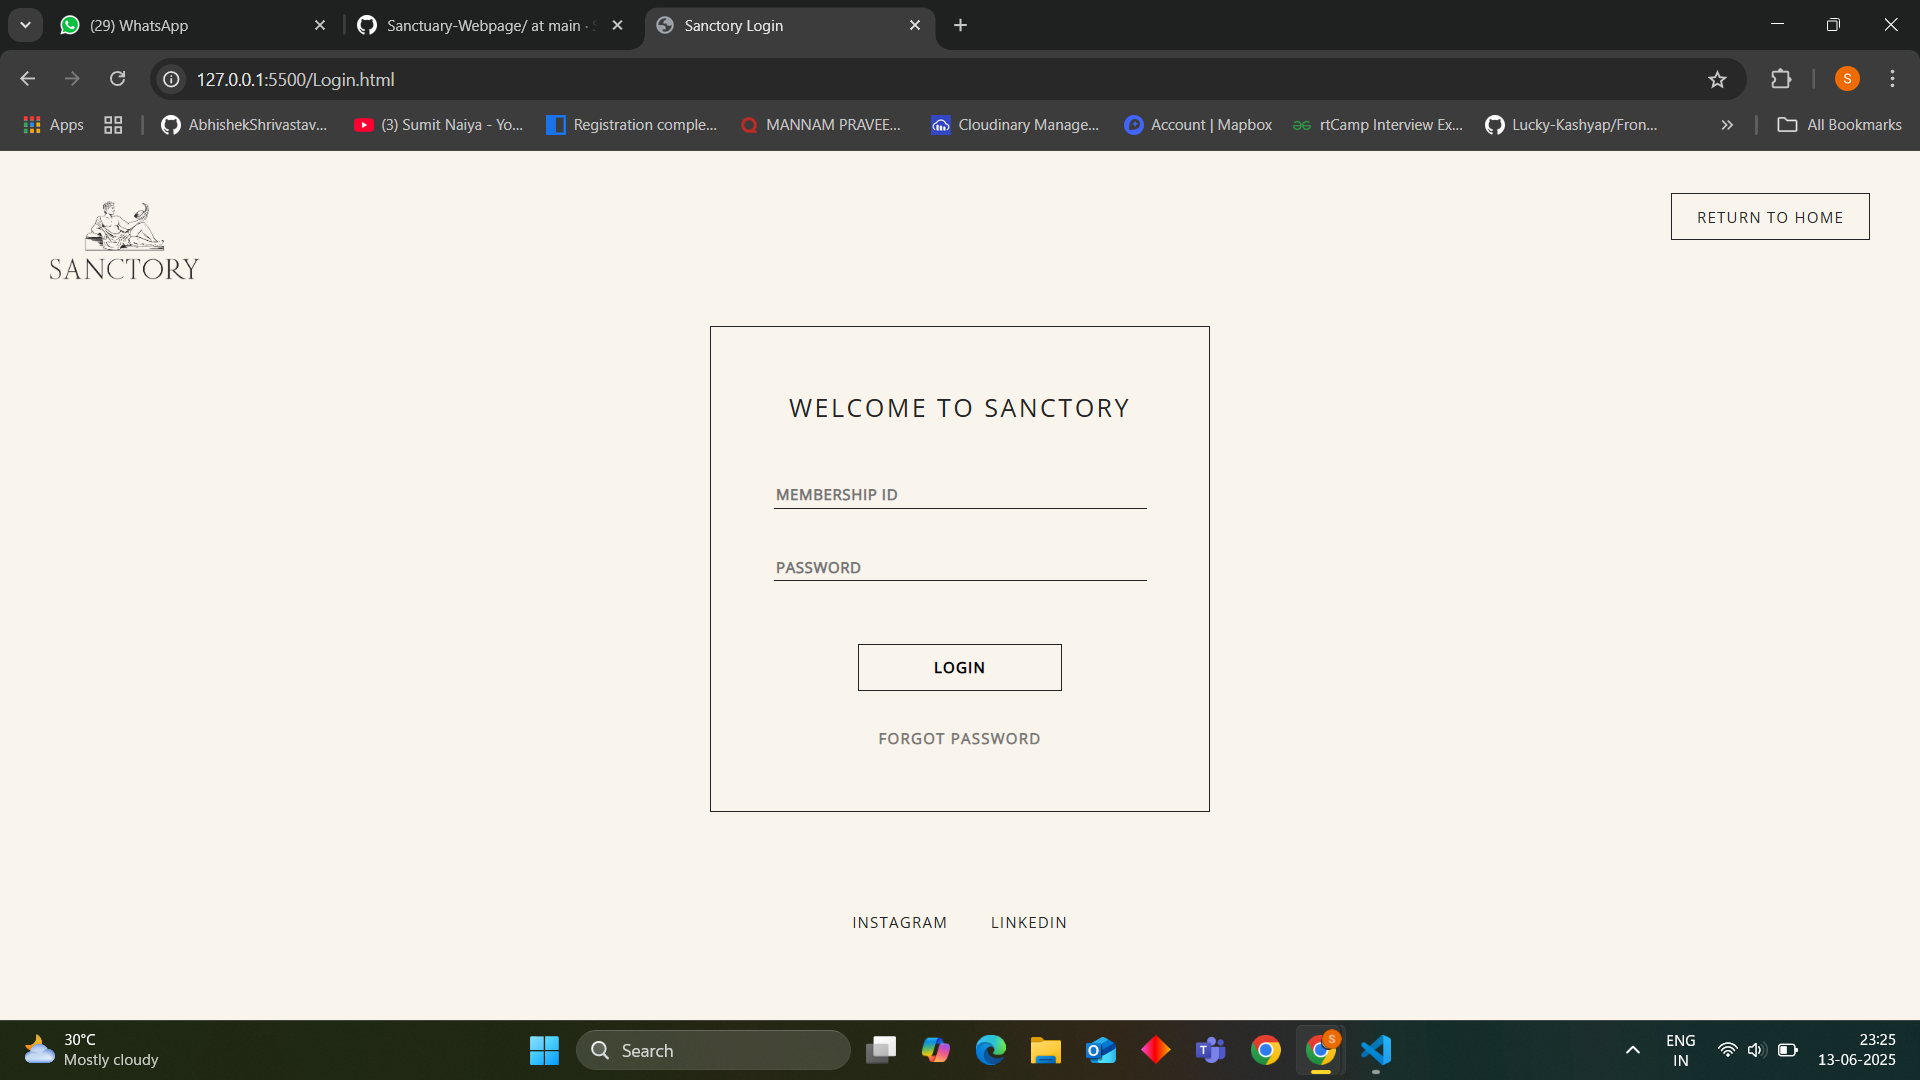 (29) WhatsApp
Sanctuary-Webpage/ at main ·
Sanctory Login
127.0.0.1:5500/Login.html
S
Apps
AbhishekShrivastav...
(3) Sumit Naiya - Yo...
Registration comple...
MANNAM PRAVEE...
Cloudinary Manage...
Account | Mapbox
rtCamp Interview Ex...
Lucky-Kashyap/Fron...
All Bookmarks
SANCTORY
RETURN TO HOME
WELCOME TO SANCTORY
MEMBERSHIP ID
PASSWORD
LOGIN
FORGOT PASSWORD
INSTAGRAM
LINKEDIN
30°C
Mostly cloudy
Search
S
ENG
IN
23:25
13-06-2025